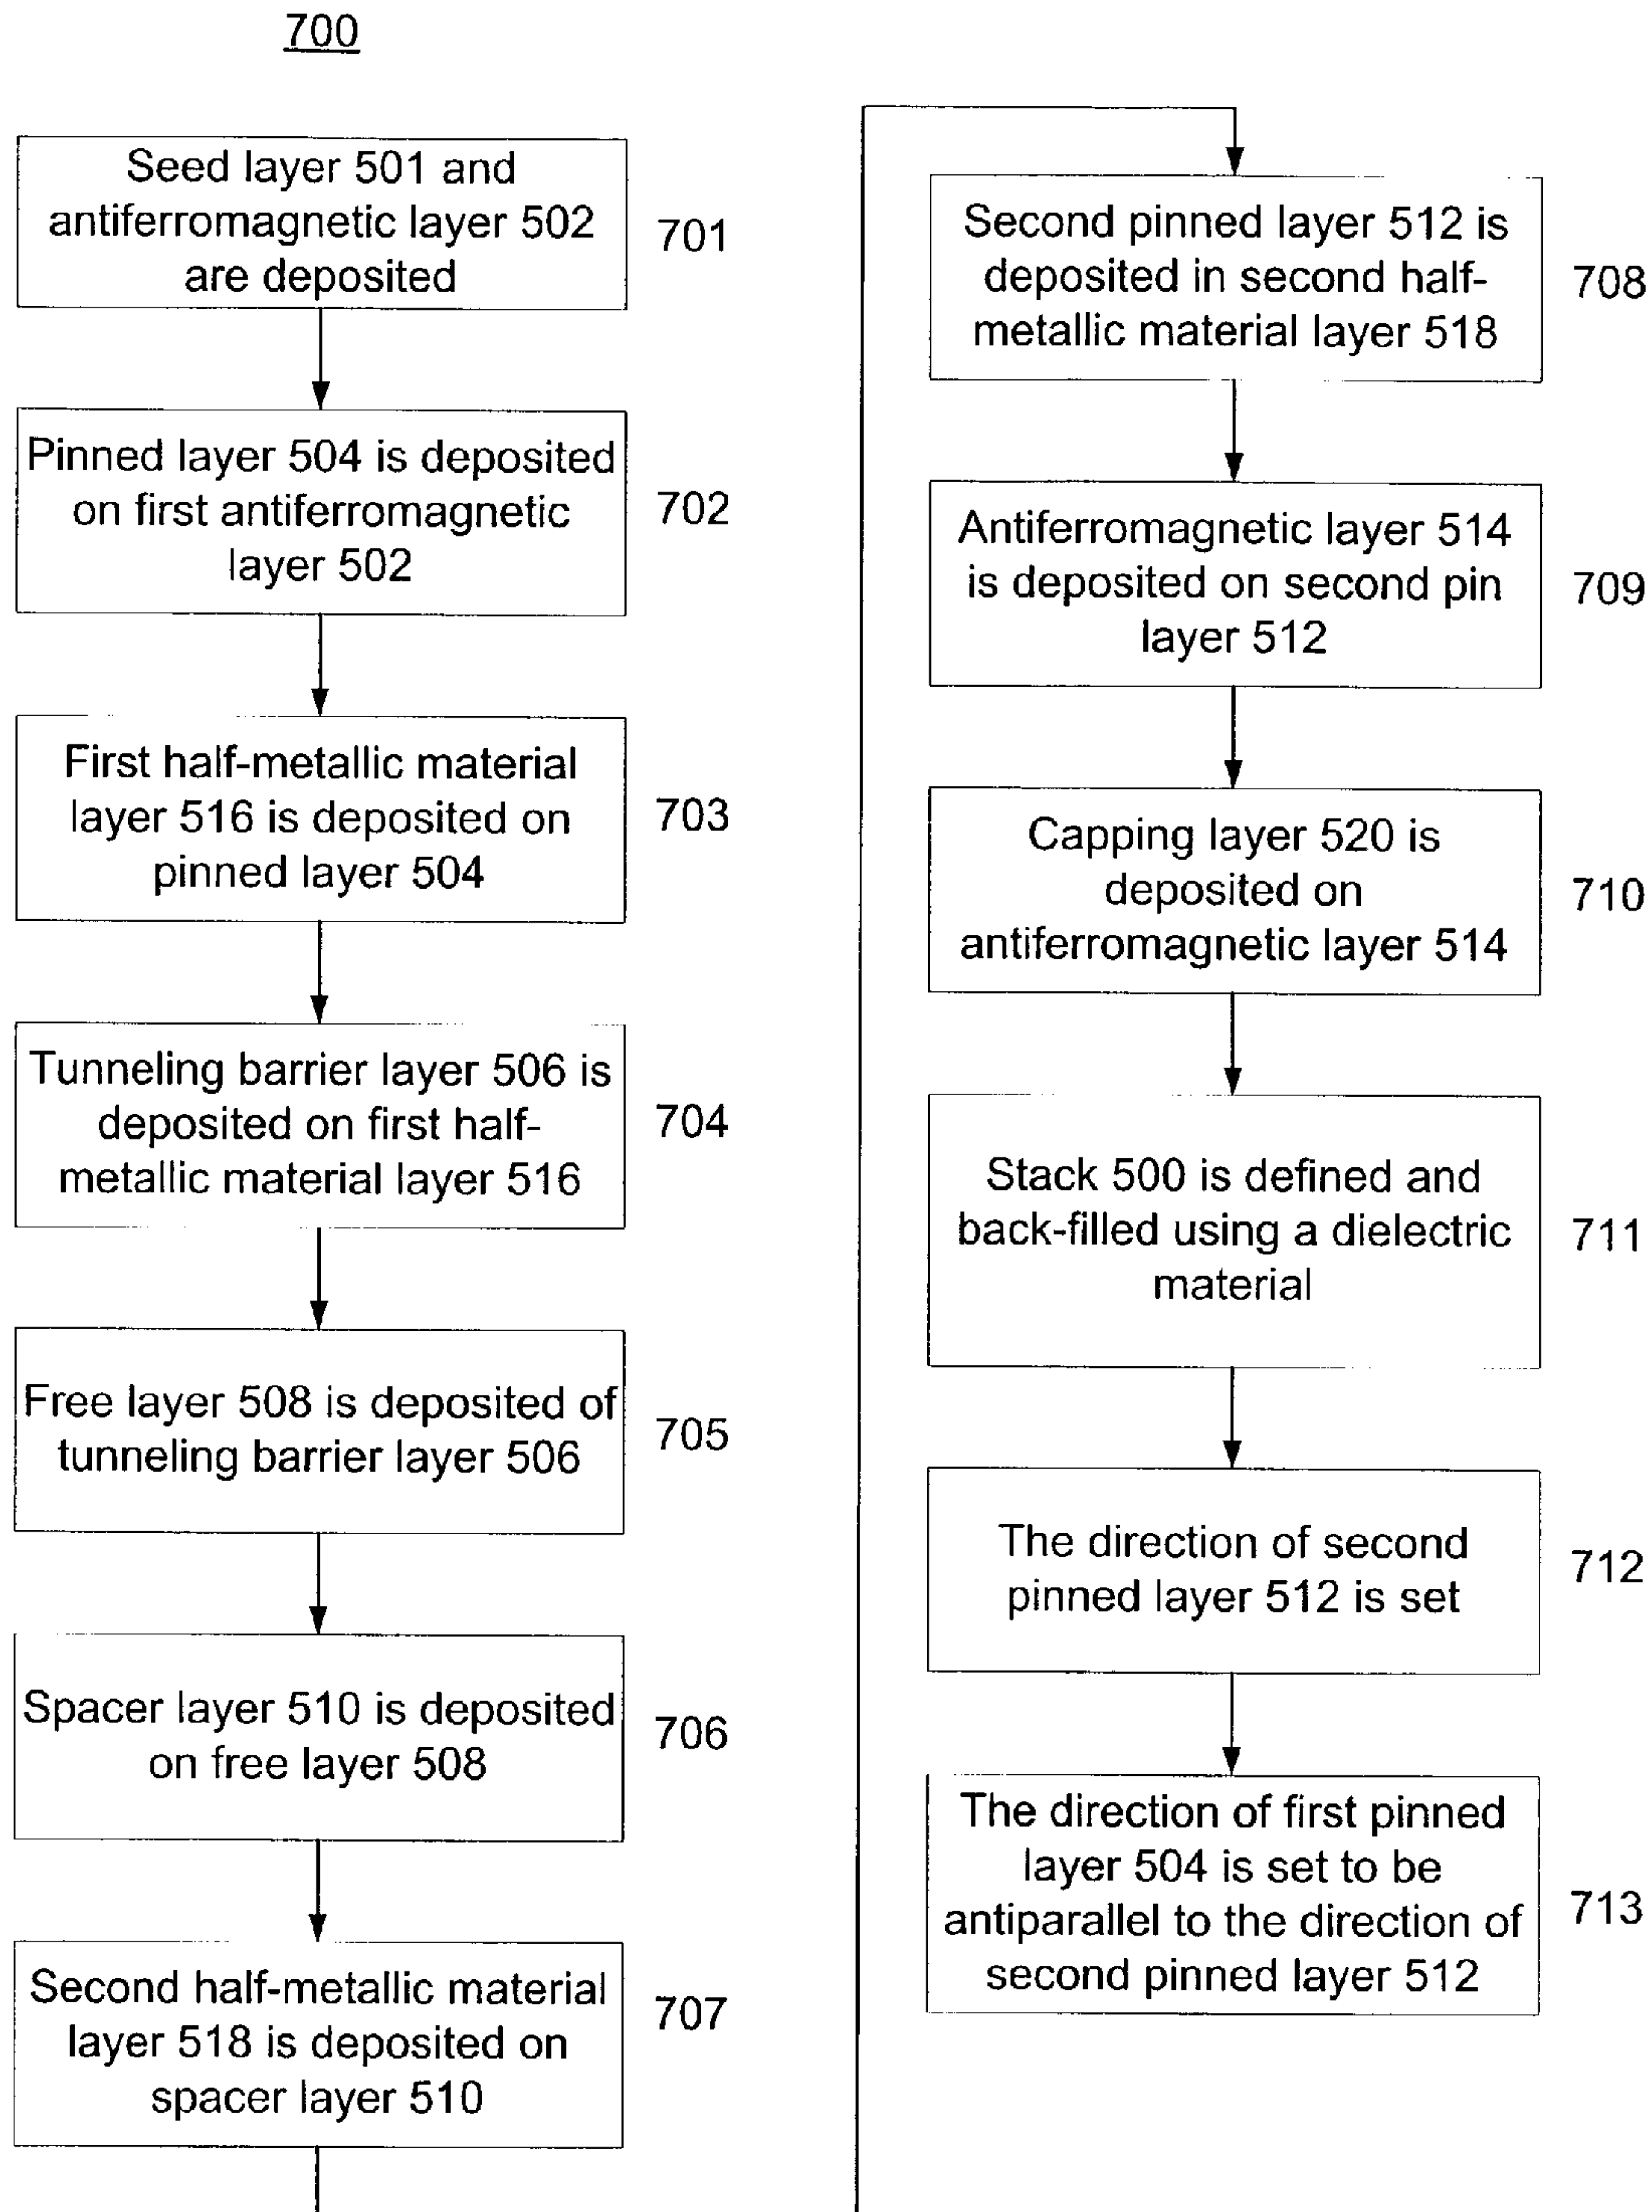 700
Seed layer 501 and
antiferromagnetic layer 502
are deposited
701
Pinned layer 504 is deposited
on first antiferromagnetic
layer 502
702
First half-metallic material
layer 516 is deposited on
pinned layer 504
703
Tunneling barrier layer 506 is
deposited on first half-
metallic material layer 516
704
Free layer 508 is deposited of
tunneling barrier layer 506
705
Spacer layer 510 is deposited
on free layer 508
706
Second half-metallic material
layer 518 is deposited on
spacer layer 510
707
Second pinned layer 512 is
deposited in second half-
metallic material layer 518
708
Antiferromagnetic layer 514
is deposited on second pin
layer 512
709
Capping layer 520 is
deposited on
antiferromagnetic layer 514
710
Stack 500 is defined and
back-filled using a dielectric
material
711
The direction of second
pinned layer 512 is set
712
The direction of first pinned
layer 504 is set to be
antiparallel to the direction of
second pinned layer 512
713